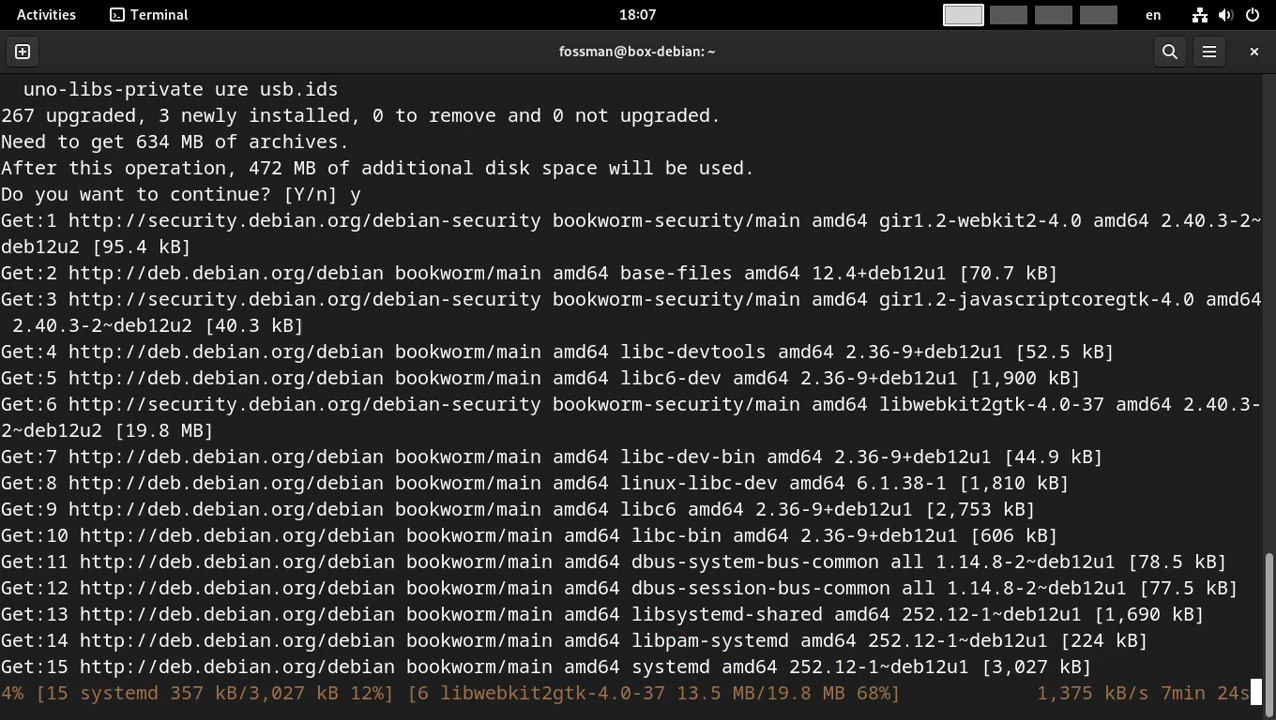 Activities Terminal 18:07 en
fossman@box-debian: ~
uno-libs-private ure usb.ids
267 upgraded, 3 newly installed, 0 to remove and 0 not upgraded.
Need to get 634 MB of archives.
After this operation, 472 MB of additional disk space will be used.
Do you want to continue? [Y/n] y
Get:1 http://security.debian.org/debian-security bookworm-security/main amd64 gir1.2-webkit2-4.0 amd64 2.40.3-2~
deb12u2 [95.4 kB]
Get:2 http://deb.debian.org/debian bookworm/main amd64 base-files amd64 12.4+deb12u1 [70.7 kB]
Get:3 http://security.debian.org/debian-security bookworm-security/main amd64 gir1.2-javascriptcoregtk-4.0 amd64
2.40.3-2~deb12u2 [40.3 kB]
Get:4 http://deb.debian.org/debian bookworm/main amd64 libc-devtools amd64 2.36-9+deb12u1 [52.5 kB]
Get:5 http://deb.debian.org/debian bookworm/main amd64 libc6-dev amd64 2.36-9+deb12u1 [1,900 kB]
Get:6 http://security.debian.org/debian-security bookworm-security/main amd64 libwebkit2gtk-4.0-37 amd64 2.40.3-
2~deb12u2 [19.8 MB]
Get:7 http://deb.debian.org/debian bookworm/main amd64 libc-dev-bin amd64 2.36-9+deb12u1 [44.9 kB]
Get:8 http://deb.debian.org/debian bookworm/main amd64 linux-libc-dev amd64 6.1.38-1 [1,810 kB]
Get:9 http://deb.debian.org/debian bookworm/main amd64 libc6 amd64 2.36-9+deb12u1 [2,753 kB]
Get:10 http://deb.debian.org/debian bookworm/main amd64 libc-bin amd64 2.36-9+deb12u1 [606 kB]
Get:11 http://deb.debian.org/debian bookworm/main amd64 dbus-system-bus-common all 1.14.8-2~deb12u1 [78.5 kB]
Get:12 http://deb.debian.org/debian bookworm/main amd64 dbus-session-bus-common all 1.14.8-2~deb12u1 [77.5 kB]
Get:13 http://deb.debian.org/debian bookworm/main amd64 libsystemd-shared amd64 252.12-1~deb12u1 [1,690 kB]
Get:14 http://deb.debian.org/debian bookworm/main amd64 libpam-systemd amd64 252.12-1~deb12u1 [224 kB]
Get:15 http://deb.debian.org/debian bookworm/main amd64 systemd amd64 252.12-1~deb12u1 [3,027 kB]
4% [15 systemd 357 kB/3,027 kB 12%] [6 libwebkit2gtk-4.0-37 13.5 MB/19.8 MB 68%] 1,375 kB/s 7min 24s